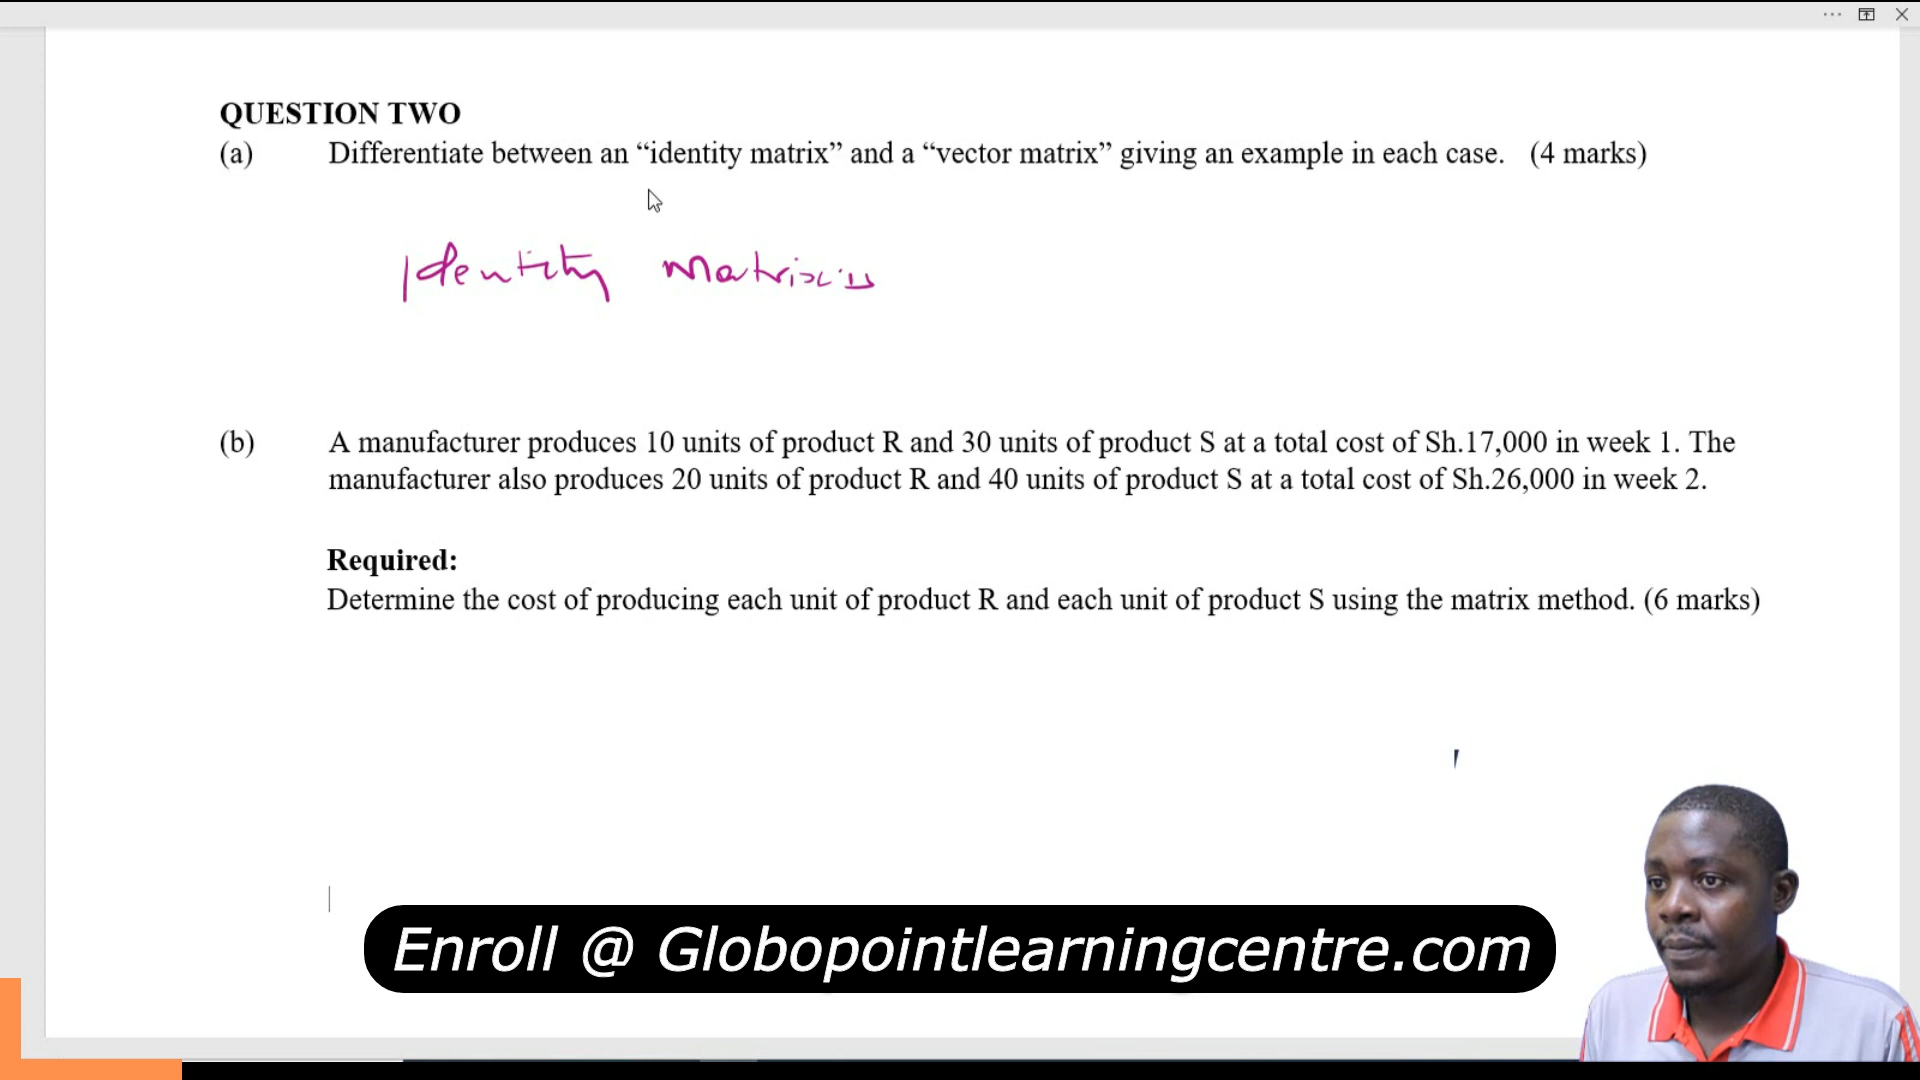 QUESTION TWO
(a) Differentiate between an “identity matrix” and a “vector matrix” giving an example in each case. (4 marks)
Identity Matrix is
(b) A manufacturer produces 10 units of product R and 30 units of product S at a total cost of Sh.17,000 in week 1. The
manufacturer also produces 20 units of product R and 40 units of product S at a total cost of Sh.26,000 in week 2.
Required:
Determine the cost of producing each unit of product R and each unit of product S using the matrix method. (6 marks)
Enroll @ Globopointlearningcentre.com